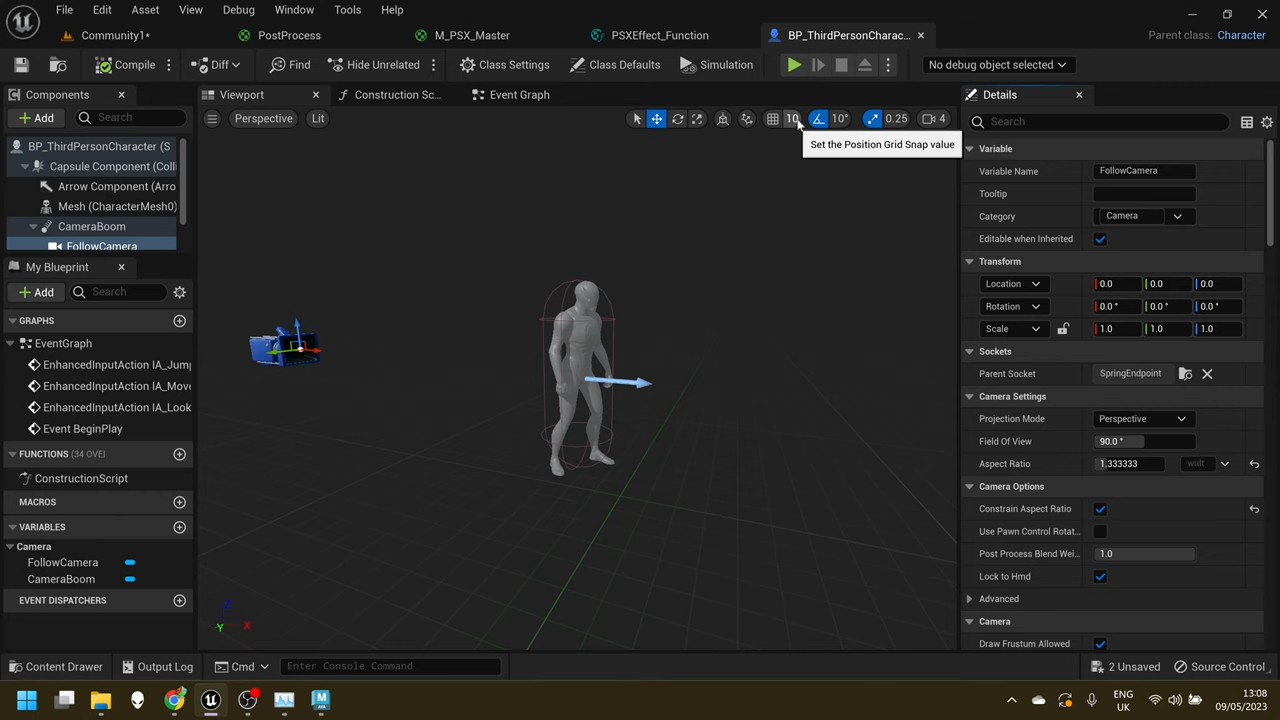 File
Edit
Asset
View
Debug
Window
Tools
Help
Community1*
PostProcess
M_PSX_Master
PSXEffect_Function
BP_ThirdPersonCharac...
Parent class: Character
Compile
Diff
Find
Hide Unrelated
Class Settings
Class Defaults
Simulation
No debug object selected
Components
Add
Search
BP_ThirdPersonCharacter (S
Capsule Component (Colli
Arrow Component (Arro
Mesh (CharacterMesh0)
CameraBoom
FollowCamera
My Blueprint
Add
Search
GRAPHS
EventGraph
EnhancedInputAction IA_Jump
EnhancedInputAction IA_Move
EnhancedInputAction IA_Look
Event BeginPlay
FUNCTIONS (34 OVEI
ConstructionScript
MACROS
VARIABLES
Camera
FollowCamera
CameraBoom
EVENT DISPATCHERS
Viewport
Construction Sc...
Event Graph
Perspective
Lit
10
10°
0.25
4
Set the Position Grid Snap value
Z
Y
X
Details
Search
Variable
Variable Name
FollowCamera
Tooltip
Category
Camera
Editable when Inherited
Transform
Location
0.0
0.0
0.0
Rotation
0.0 °
0.0 °
0.0 °
Scale
1.0
1.0
1.0
Sockets
Parent Socket
SpringEndpoint
Camera Settings
Projection Mode
Perspective
Field Of View
90.0 °
Aspect Ratio
1.333333
widt
Camera Options
Constrain Aspect Ratio
Use Pawn Control Rotat...
Post Process Blend Wei...
1.0
Lock to Hmd
Advanced
Camera
Draw Frustum Allowed
Content Drawer
Output Log
Cmd
Enter Console Command
2 Unsaved
Source Control
ENG
UK
13:08
09/05/2023